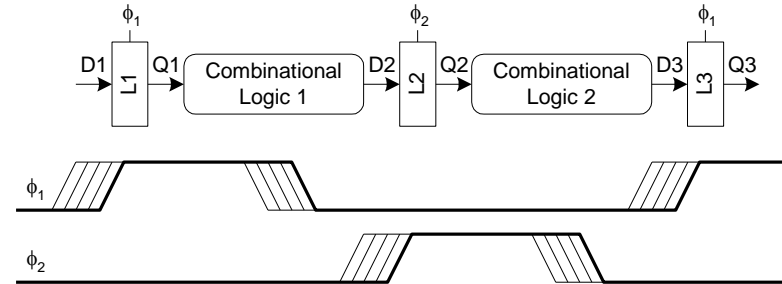 ϕ1 ϕ2 ϕ1
D1 L1 Q1 Combinational Logic 1 D2 L2 Q2 Combinational Logic 2 D3 L3 Q3
ϕ1
ϕ2